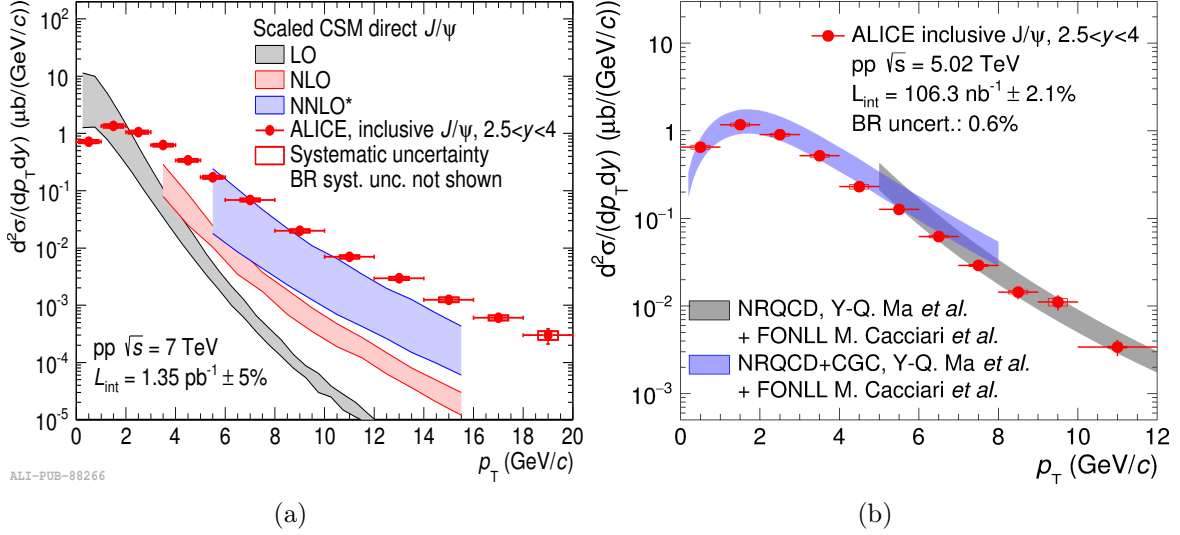 d²σ/(dp_T dy) (μb/(GeV/c))
10²
10
1
10⁻¹
10⁻²
10⁻³
10⁻⁴
10⁻⁵
Scaled CSM direct J/ψ
LO
NLO
NNLO*
ALICE, inclusive J/ψ, 2.5<y<4
Systematic uncertainty
BR syst. unc. not shown
pp √s = 7 TeV
L_int = 1.35 pb⁻¹ ± 5%
0 2 4 6 8 10 12 14 16 18 20
p_T (GeV/c)
ALI-PUB-88266
(a)
d²σ/(dp_T dy) (μb/(GeV/c))
10
1
10⁻¹
10⁻²
10⁻³
ALICE inclusive J/ψ, 2.5<y<4
pp √s = 5.02 TeV
L_int = 106.3 nb⁻¹ ± 2.1%
BR uncert.: 0.6%
NRQCD, Y-Q. Ma et al.
+ FONLL M. Cacciari et al.
NRQCD+CGC, Y-Q. Ma et al.
+ FONLL M. Cacciari et al.
0 2 4 6 8 10 12
p_T (GeV/c)
(b)